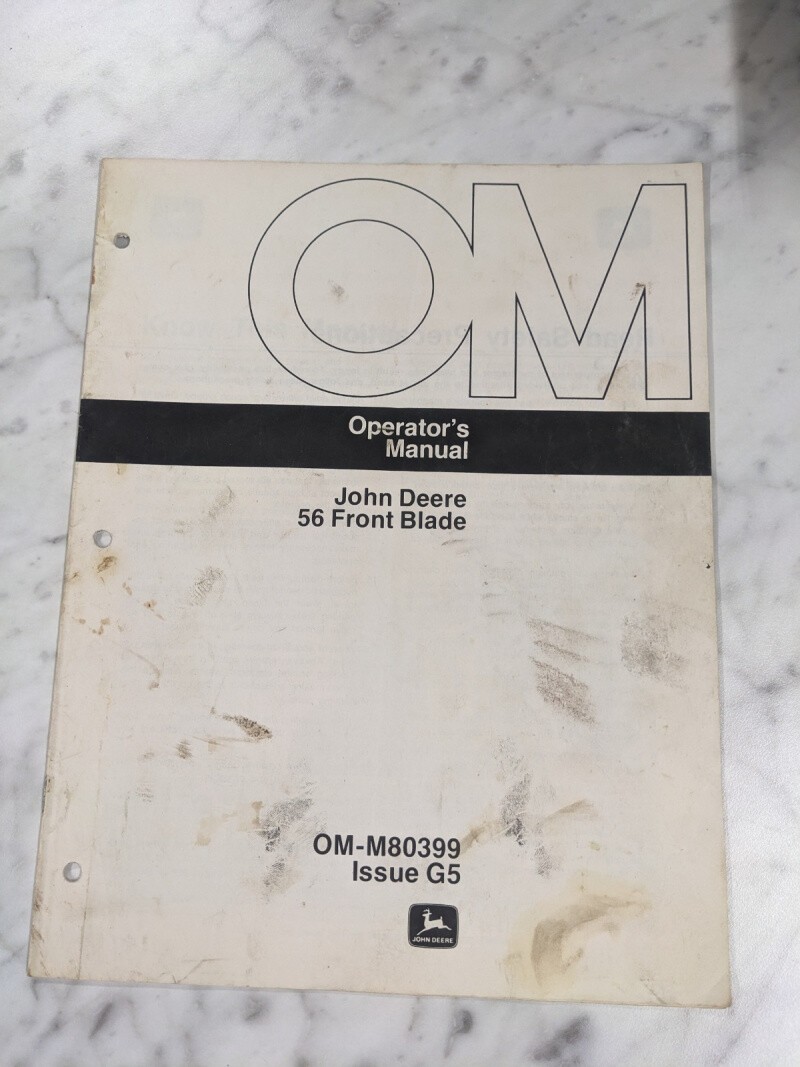 OM
Operator's
Manual
John Deere
56 Front Blade
OM-M80399
Issue G5
JOHN DEERE